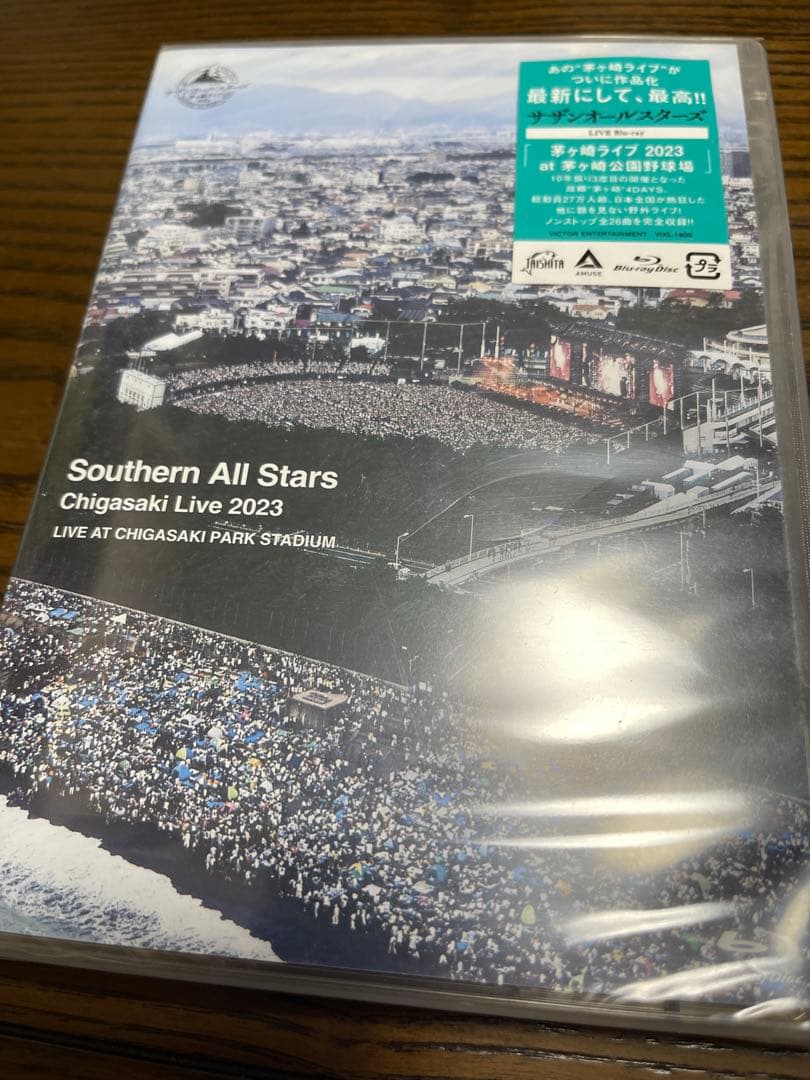 あの"茅ヶ崎ライブ"が
ついに作品化
最新にして、最高!!
サザンオールスターズ
LIVE Blu-ray
茅ヶ崎ライブ 2023
at 茅ヶ崎公園野球場
10年振り3度目の開催となった
故郷"茅ヶ崎"4DAYS。
総動員27万人超、日本全国が熱狂した
他に類を見ない野外ライブ!
ノンストップ全26曲を完全収録!!
VICTOR ENTERTAINMENT VIXL-1800
TAISHITA
AMUSE
Blu-ray Disc
プラ
Southern All Stars
Chigasaki Live 2023
LIVE AT CHIGASAKI PARK STADIUM